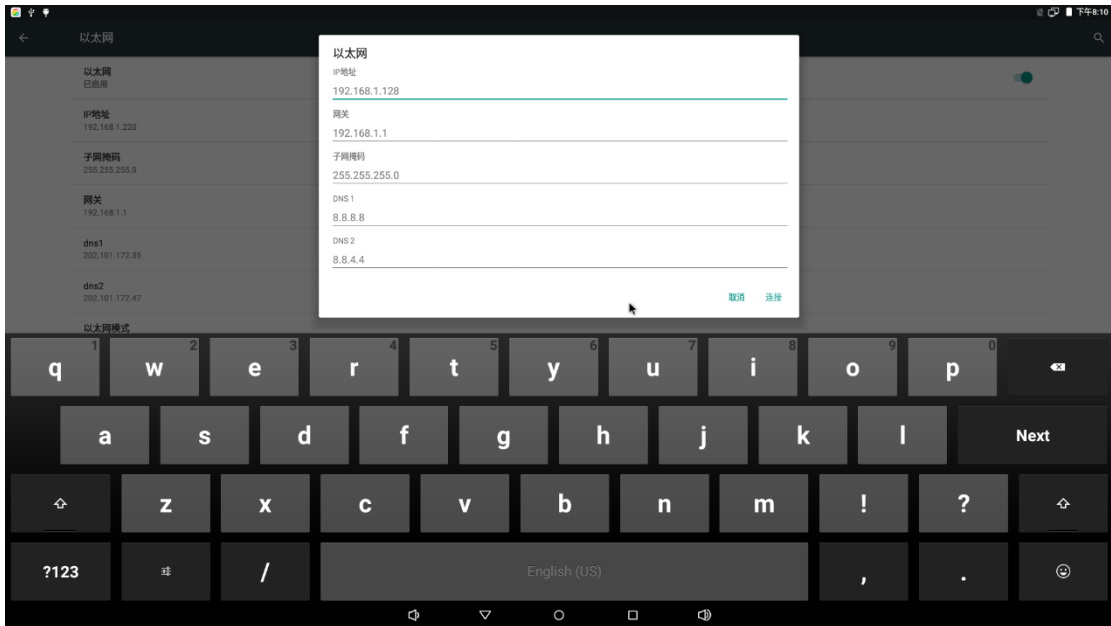 下午8:10
以太网
以太网
已启用
IP地址
192.168.1.220
子网掩码
255.255.255.0
网关
192.168.1.1
dns1
202.101.172.35
dns2
202.101.172.47
以太网模式
以太网
IP地址
192.168.1.128
网关
192.168.1.1
子网掩码
255.255.255.0
DNS 1
8.8.8.8
DNS 2
8.8.4.4
取消 连接
1 2 3 4 5 6 7 8 9 0
q w e r t y u i o p
a s d f g h j k l Next
z x c v b n m ! ?
?123 / English (US) , .